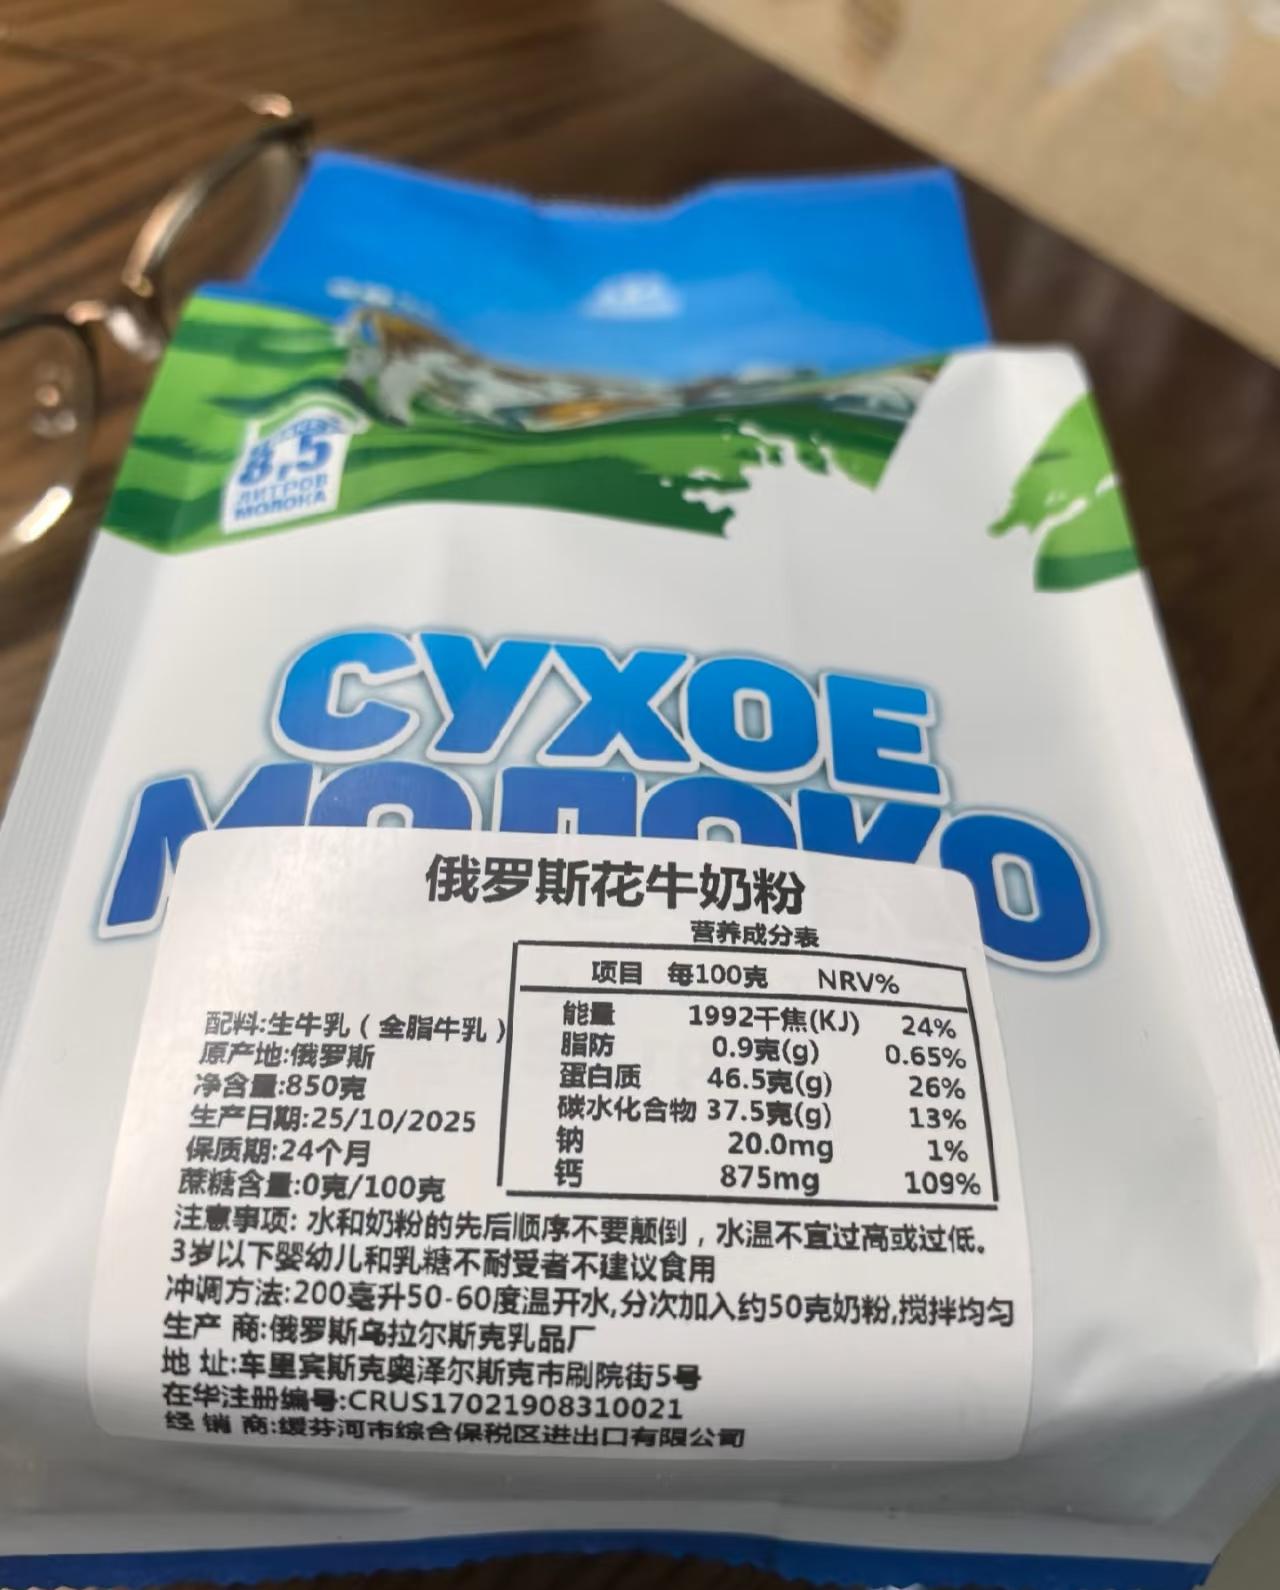 8,5
ЛИТРОВ
МОЛОКА
СУХОЕ
МОЛОКО
俄罗斯花牛奶粉
营养成分表
项目 每100克 NRV%
能量 1992千焦(KJ) 24%
脂防 0.9克(g) 0.65%
蛋白质 46.5克(g) 26%
碳水化合物 37.5克(g) 13%
钠 20.0mg 1%
钙 875mg 109%
配料:生牛乳（全脂牛乳）
原产地:俄罗斯
净含量:850克
生产日期:25/10/2025
保质期:24个月
蔗糖含量:0克/100克
注意事项: 水和奶粉的先后顺序不要颠倒，水温不宜过高或过低。
3岁以下婴幼儿和乳糖不耐受者不建议食用
冲调方法:200毫升50-60度温开水,分次加入约50克奶粉,搅拌均匀
生产 商:俄罗斯乌拉尔斯克乳品厂
地 址:车里宾斯克奥泽尔斯克市刷院街5号
在华注册编号:CRUS17021908310021
经 销 商:绥芬河市综合保税区进出口有限公司